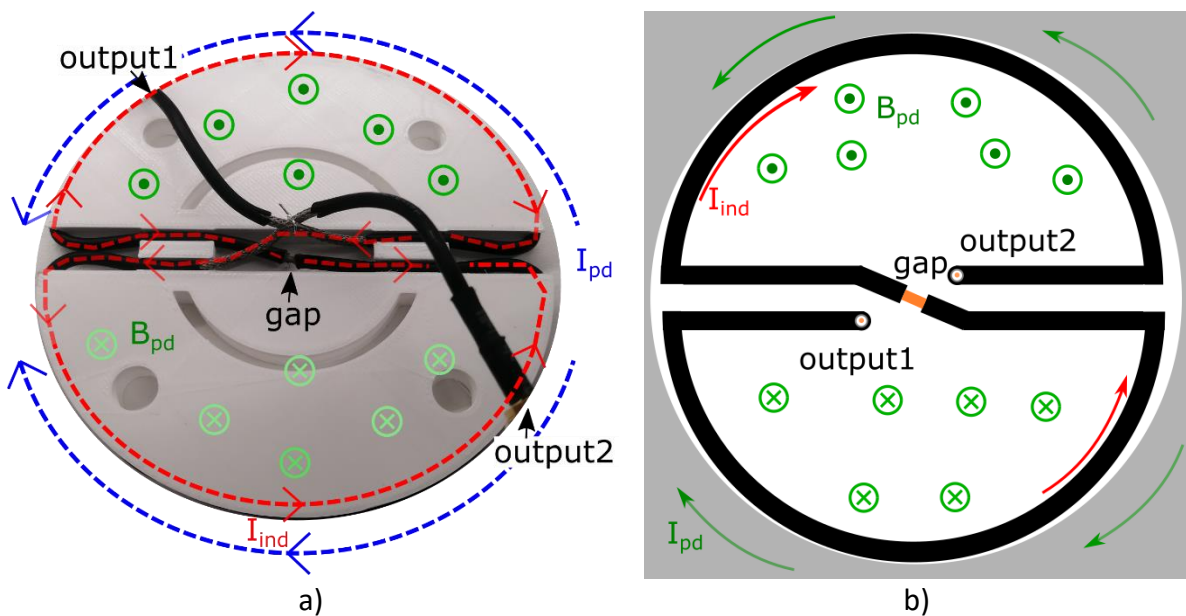 output1
I_pd
gap
B_pd
output2
I_ind
a)
B_pd
I_ind
output2
gap
output1
I_pd
b)